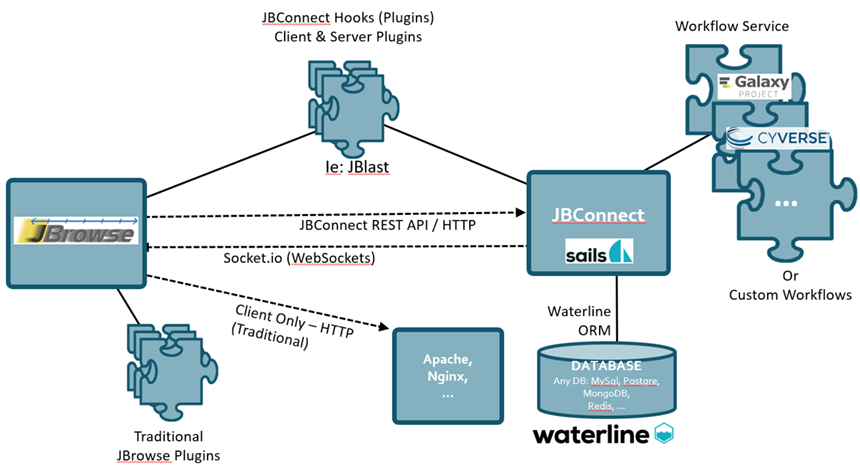 JBConnect Hooks (Plugins)
Client & Server Plugins
Ie: JBlast
Workflow Service
Galaxy
PROJECT
CYVERSE
...
Or
Custom Workflows
JBrowse
JBConnect REST API / HTTP
Socket.io (WebSockets)
JBConnect
sails
Client Only – HTTP
(Traditional)
Apache,
Nginx,
...
Waterline
ORM
DATABASE
Any DB: MySql, Postgre,
MongoDB,
Redis, ...
waterline
Traditional
JBrowse Plugins